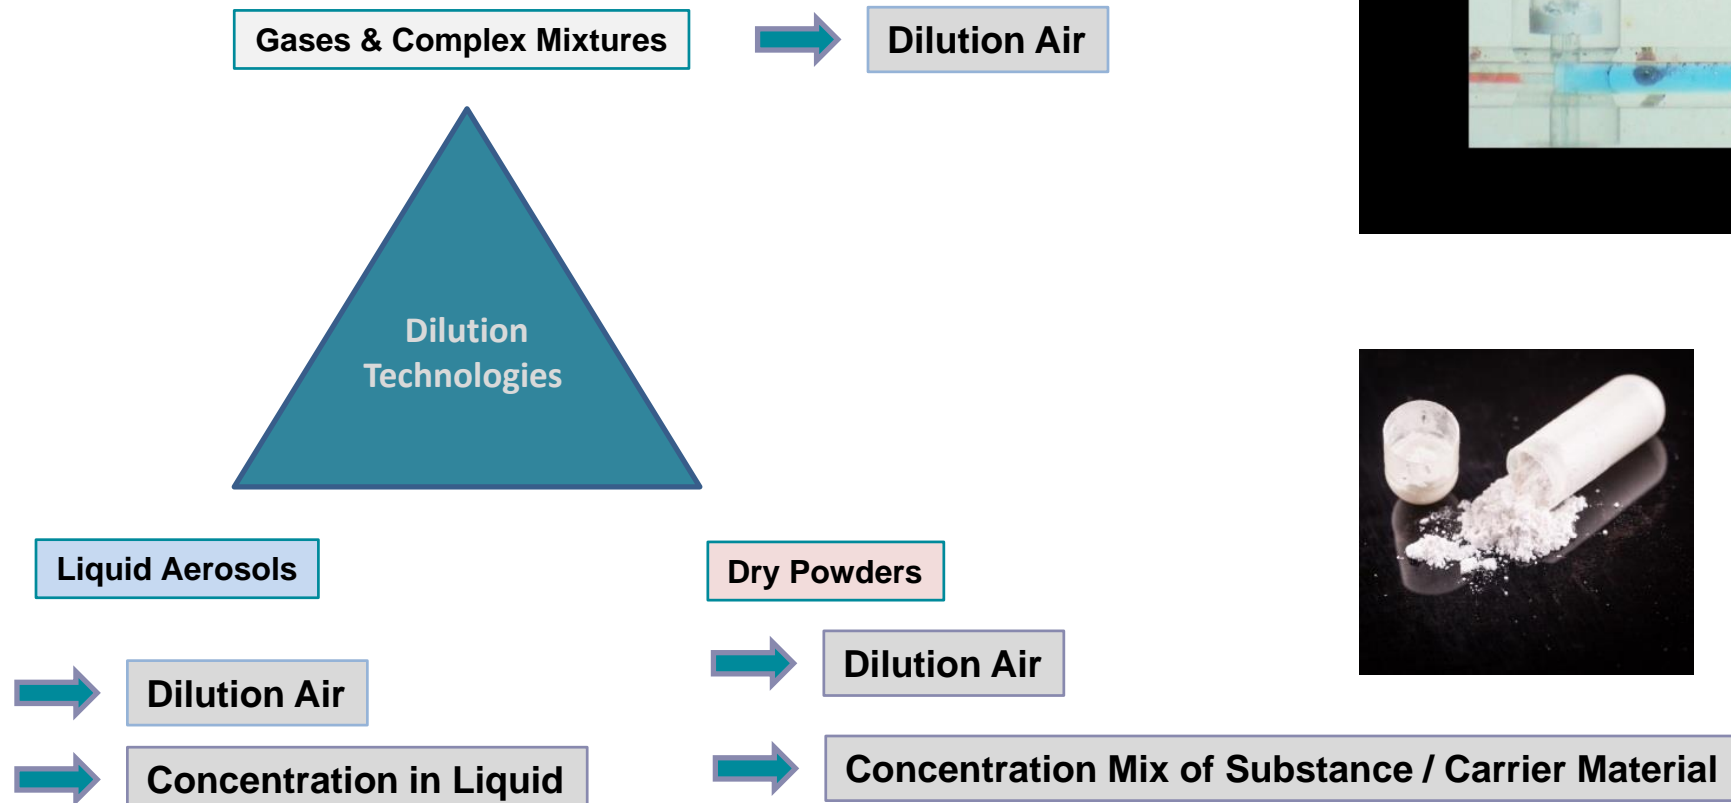 Gases & Complex Mixtures
Dilution Air
Dilution
Technologies
Liquid Aerosols
Dilution Air
Concentration in Liquid
Dry Powders
Dilution Air
Concentration Mix of Substance / Carrier Material